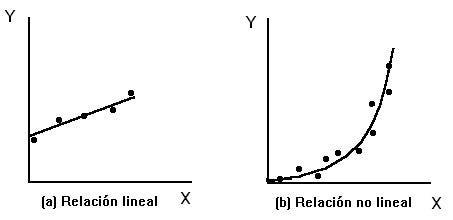 Y
Y
(a) Relación lineal
X
(b) Relación no lineal
X